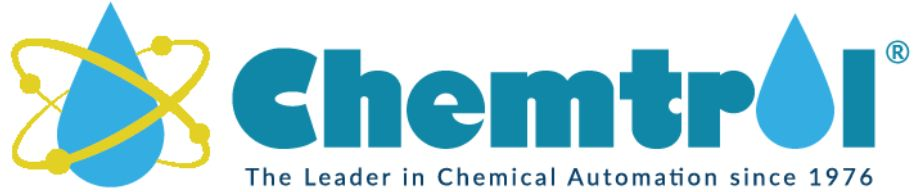 Chemtrol®
The Leader in Chemical Automation since 1976